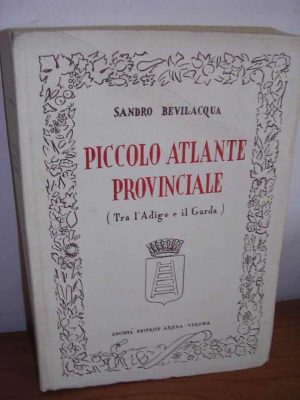 SANDRO BEVILACQUA
PICCOLO ATLANTE
PROVINCIALE
( Tra l'Adige e il Garda )
SOCIETÀ EDITRICE ARENA - VERONA